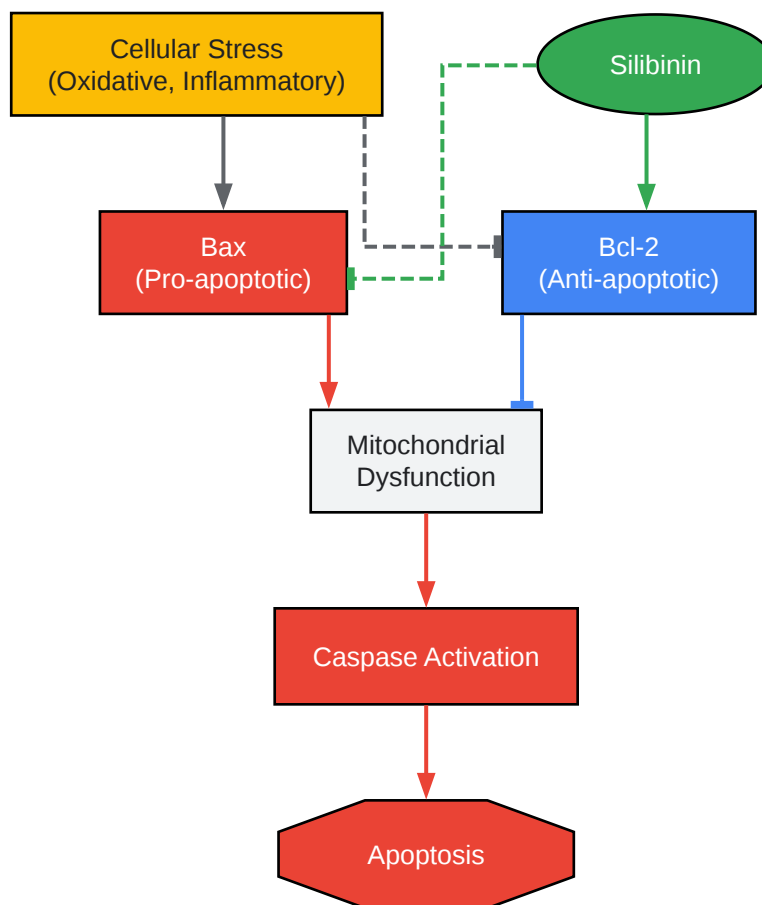 Cellular Stress
(Oxidative, Inflammatory)
Silibinin
Bax
(Pro-apoptotic)
Bcl-2
(Anti-apoptotic)
Mitochondrial
Dysfunction
Caspase Activation
Apoptosis